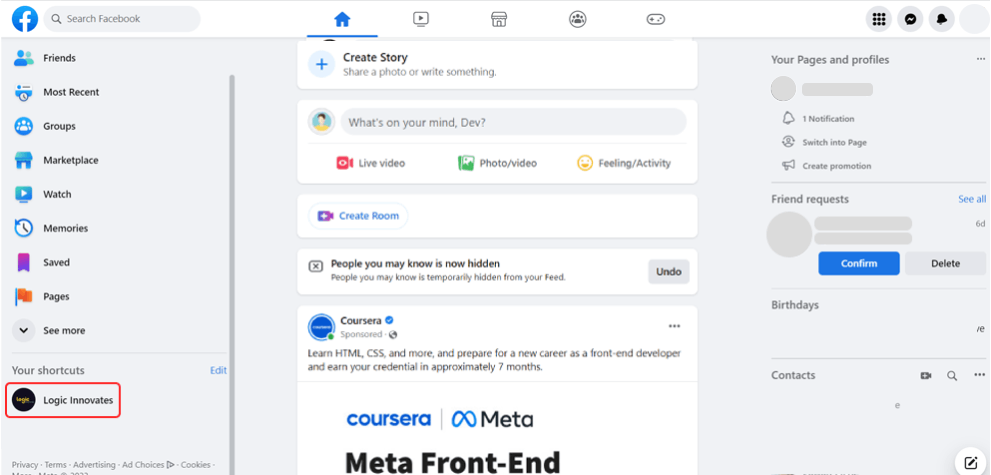 Search Facebook
Friends
Most Recent
Groups
Marketplace
Watch
Memories
Saved
Pages
See more
Your shortcuts
Edit
logic
Logic Innovates
Privacy · Terms · Advertising · Ad Choices · Cookies ·
Create Story
Share a photo or write something.
What's on your mind, Dev?
Live video
Photo/video
Feeling/Activity
Create Room
People you may know is now hidden
People you may know is temporarily hidden from your Feed.
Undo
coursera
Coursera
Sponsored ·
Learn HTML, CSS, and more, and prepare for a new career as a front-end developer
and earn your credential in approximately 7 months.
coursera | Meta
Meta Front-End
Your Pages and profiles
1 Notification
Switch into Page
Create promotion
Friend requests
See all
6d
Confirm
Delete
Birthdays
Contacts
e